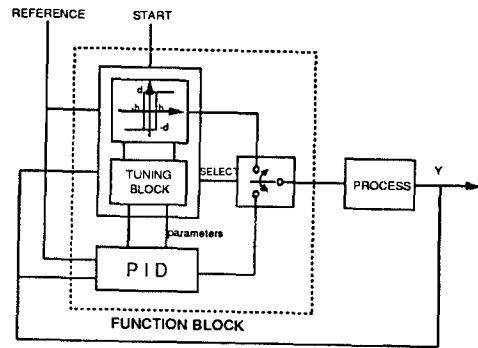 REFERENCE START
d
-h h
-d
TUNING
BLOCK
SELECT
parameters
PID
PROCESS
Y
FUNCTION BLOCK